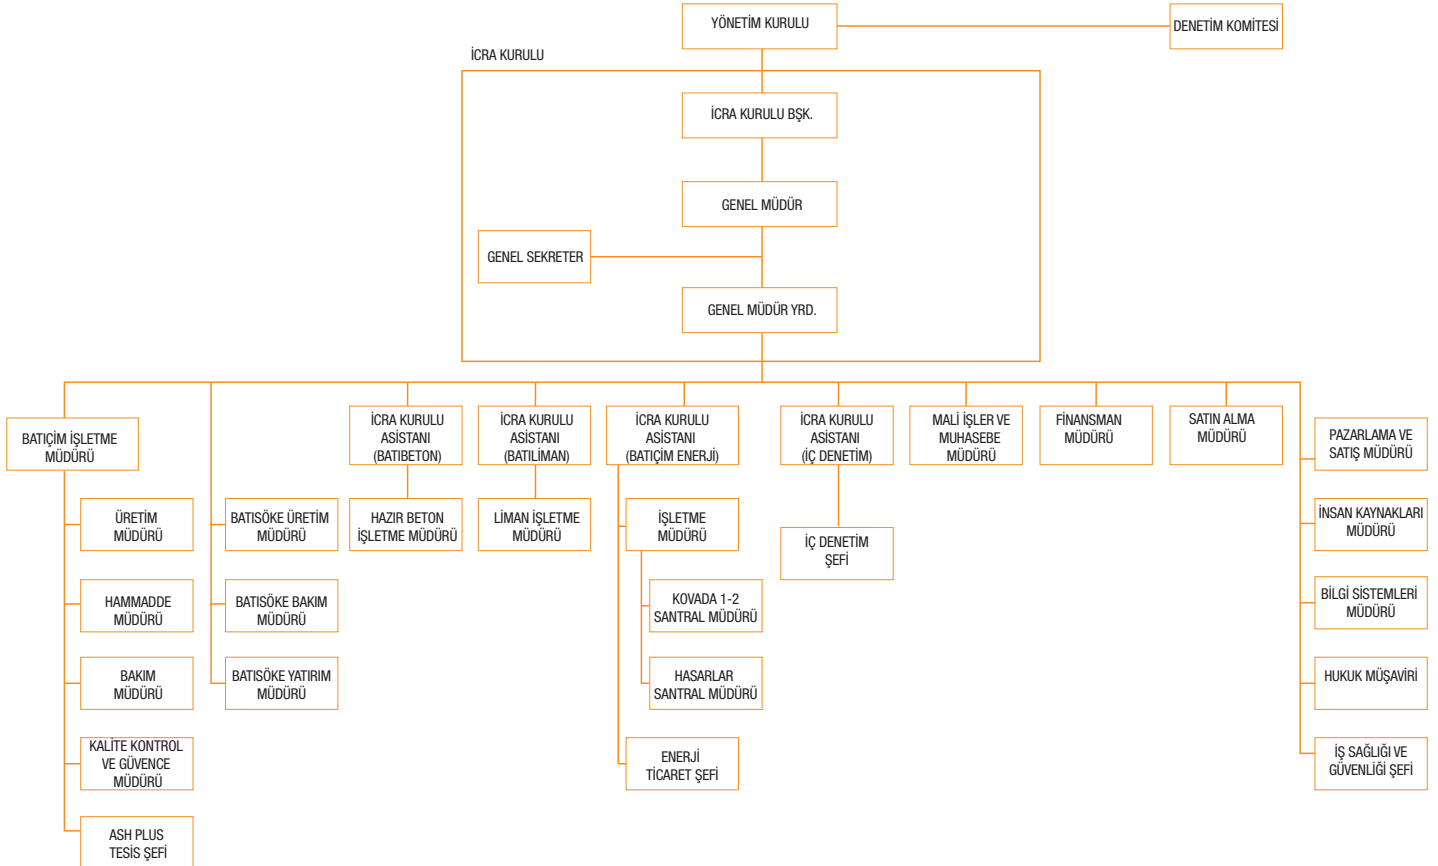 YÖNETİM KURULU
DENETİM KOMİTESİ
İCRA KURULU
İCRA KURULU BŞK.
GENEL MÜDÜR
GENEL SEKRETER
GENEL MÜDÜR YRD.
BATIÇİM İŞLETME
MÜDÜRÜ
ÜRETİM
MÜDÜRÜ
HAMMADDE
MÜDÜRÜ
BAKIM
MÜDÜRÜ
KALİTE KONTROL
VE GÜVENCE
MÜDÜRÜ
ASH PLUS
TESİS ŞEFİ
BATISÖKE ÜRETİM
MÜDÜRÜ
BATISÖKE BAKIM
MÜDÜRÜ
BATISÖKE YATIRIM
MÜDÜRÜ
İCRA KURULU
ASİSTANI
(BATIBETON)
HAZIR BETON
İŞLETME MÜDÜRÜ
İCRA KURULU
ASİSTANI
(BATILİMAN)
LİMAN İŞLETME
MÜDÜRÜ
İCRA KURULU
ASİSTANI
(BATIÇİM ENERJİ)
İŞLETME
MÜDÜRÜ
KOVADA 1-2
SANTRAL MÜDÜRÜ
HASARLAR
SANTRAL MÜDÜRÜ
ENERJİ
TİCARET ŞEFİ
İCRA KURULU
ASİSTANI
(İÇ DENETİM)
İÇ DENETİM
ŞEFİ
MALİ İŞLER VE
MUHASEBE
MÜDÜRÜ
FİNANSMAN
MÜDÜRÜ
SATIN ALMA
MÜDÜRÜ
PAZARLAMA VE
SATIŞ MÜDÜRÜ
İNSAN KAYNAKLARI
MÜDÜRÜ
BİLGİ SİSTEMLERİ
MÜDÜRÜ
HUKUK MÜŞAVİRİ
İŞ SAĞLIĞI VE
GÜVENLİĞİ ŞEFİ